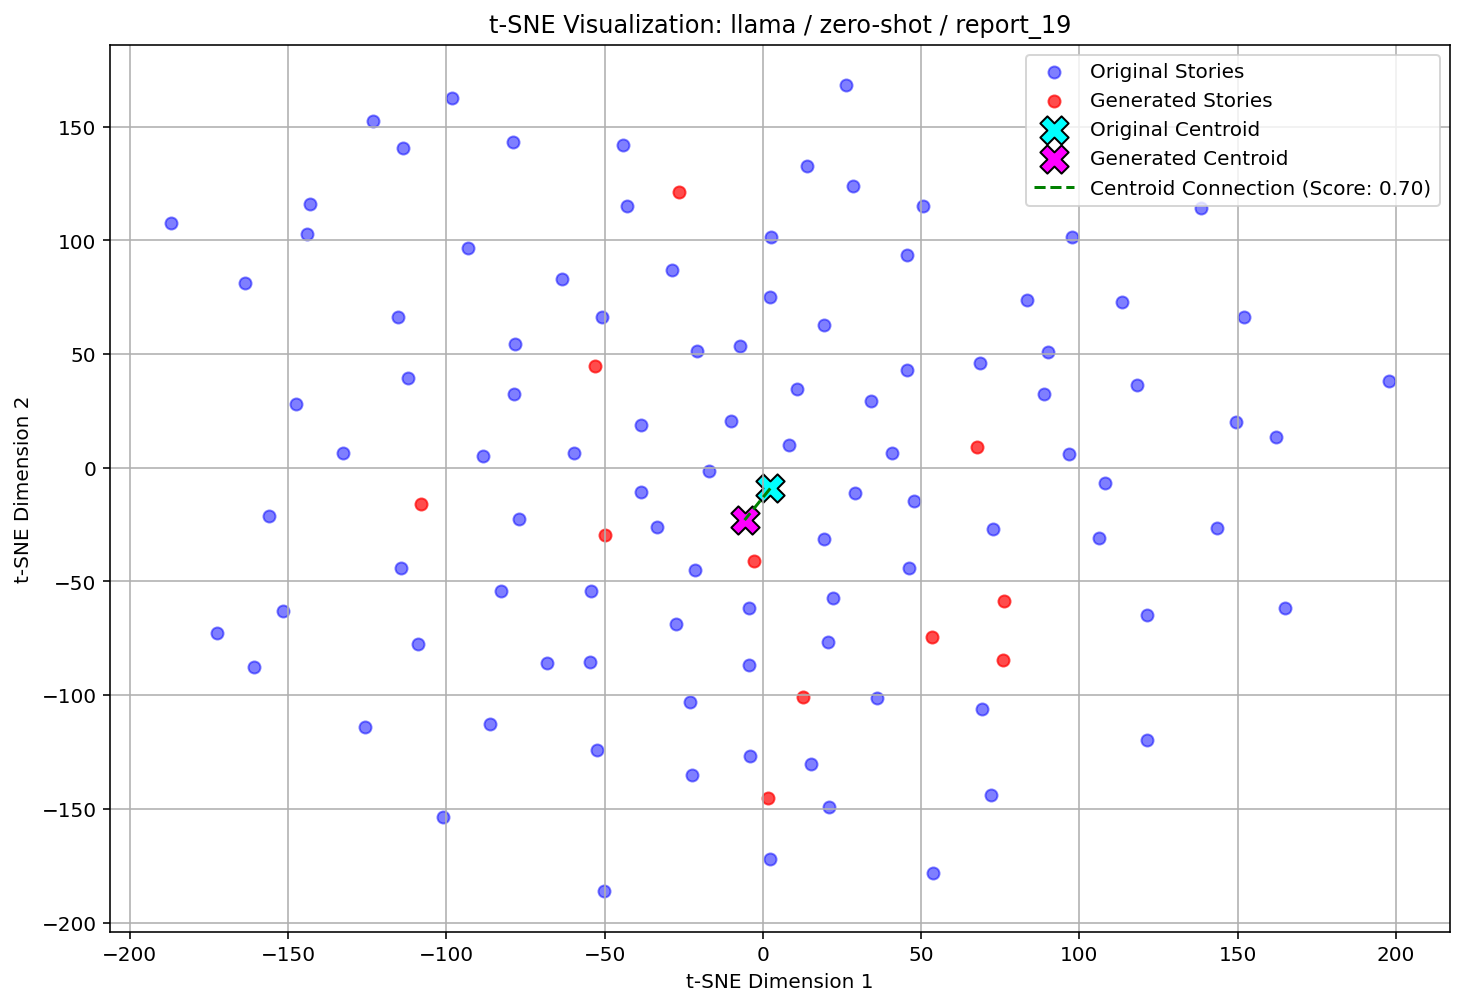 t-SNE Visualization: llama / zero-shot / report_19
Original Stories
Generated Stories
Original Centroid
Generated Centroid
Centroid Connection (Score: 0.70)
t-SNE Dimension 2
150
100
50
0
−50
−100
−150
−200
−200
−150
−100
−50
0
50
100
150
200
t-SNE Dimension 1